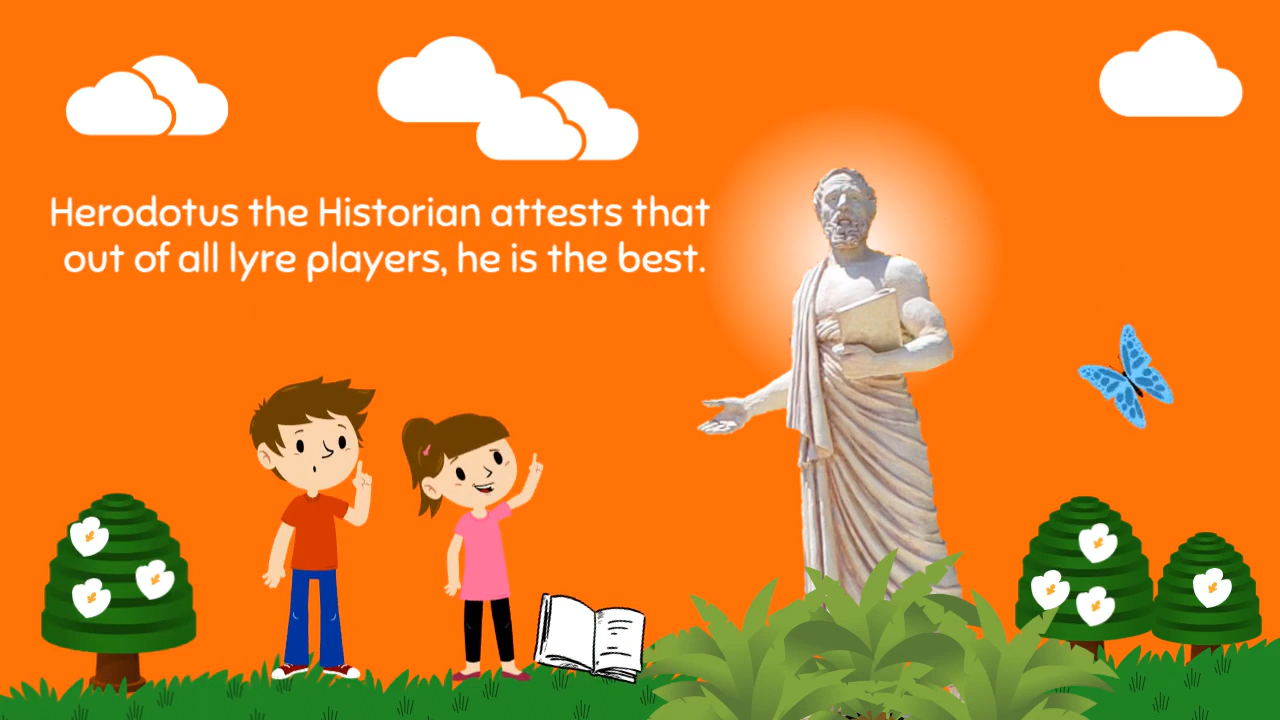 Herodotus the Historian attests that
out of all lyre players, he is the best.